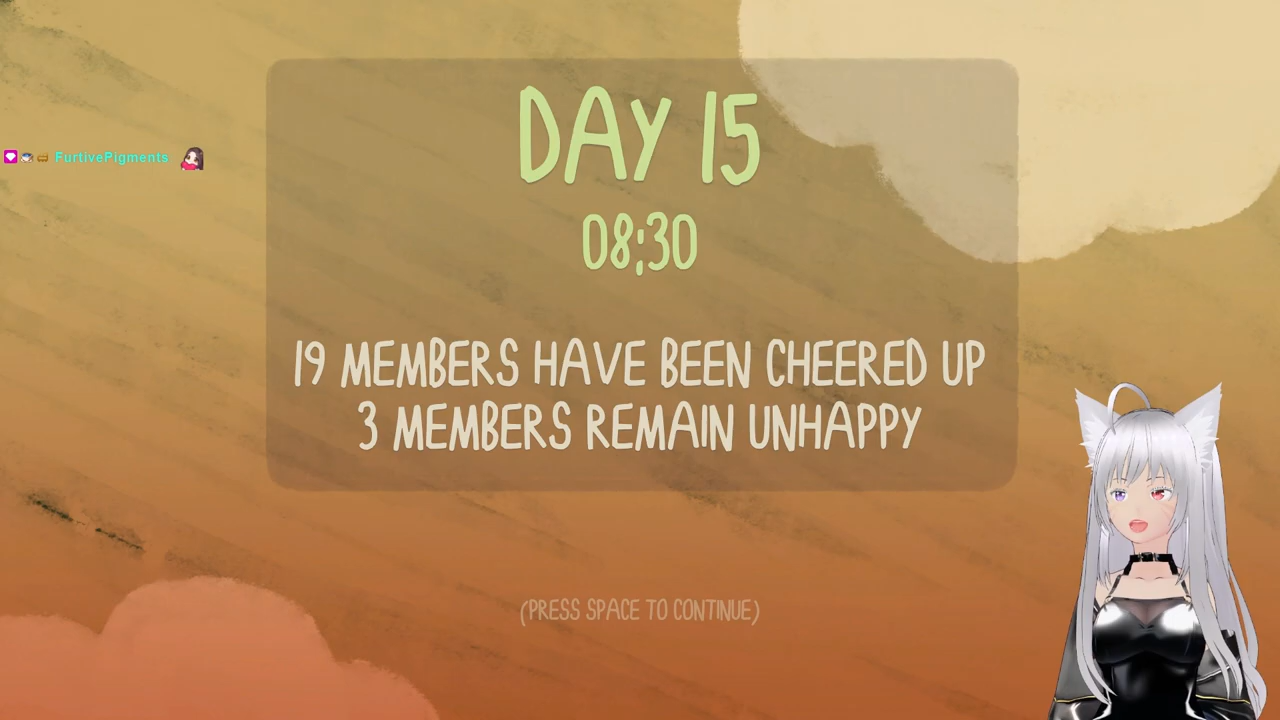 DAY 15
08:30
FurtivePigments
19 MEMBERS HAVE BEEN CHEERED UP
3 MEMBERS REMAIN UNHAPPY
(PRESS SPACE TO CONTINUE)